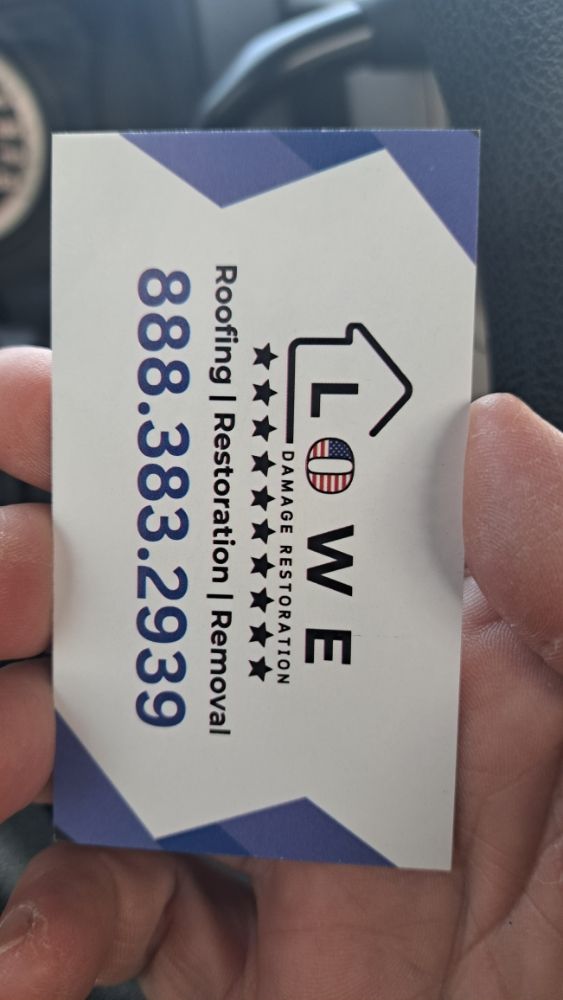 LOWE
DAMAGE RESTORATION
Roofing | Restoration | Removal
888.383.2939